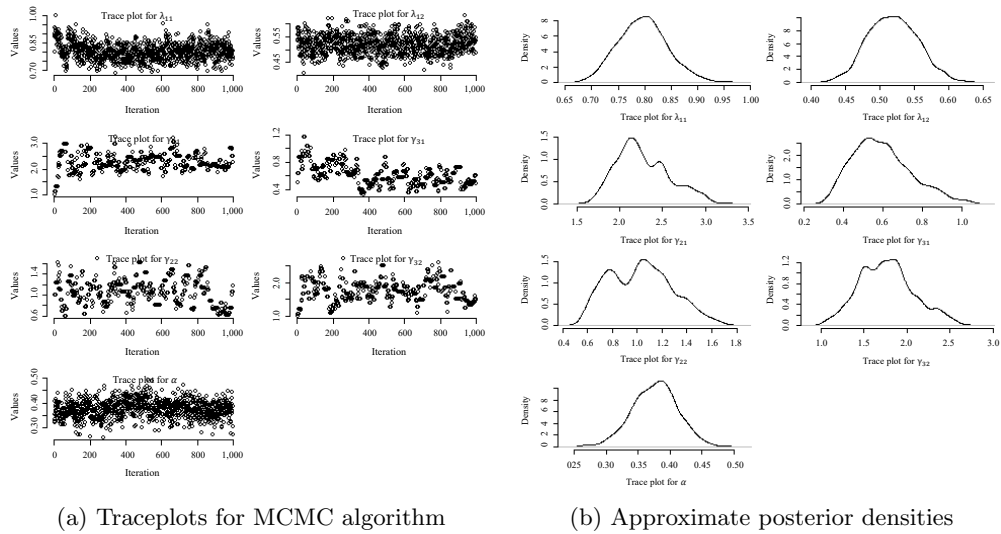 Trace plot for λ11
Values
1.00
0.85
0.70
0 200 400 600 800 1,000
Iteration
Trace plot for λ12
Values
0.55
0.45
0 200 400 600 800 1,000
Iteration
Trace plot for γ
Values
3.0
2.0
1.0
0 200 400 600 800 1,000
Iteration
Trace plot for γ31
Values
1.2
0.8
0.4
0 200 400 600 800 1,000
Iteration
Trace plot for γ22
Values
1.4
1.0
0.6
0 200 400 600 800 1,000
Iteration
Trace plot for γ32
Values
2.0
1.0
0 200 400 600 800 1,000
Iteration
Trace plot for α
Values
0.50
0.40
0.30
0 200 400 600 800 1,000
Iteration
(a) Traceplots for MCMC algorithm
Density
8
6
4
2
0
0.65 0.70 0.75 0.80 0.85 0.90 0.95 1.00
Trace plot for λ11
Density
8
6
4
2
0
0.40 0.45 0.50 0.55 0.60 0.65
Trace plot for λ12
Density
1.5
1.0
0.5
0.0
1.5 2.0 2.5 3.0 3.5
Trace plot for γ21
Density
2.0
1.0
0.0
0.2 0.4 0.6 0.8 1.0
Trace plot for γ31
Density
1.5
1.0
0.5
0.0
0.4 0.6 0.8 1.0 1.2 1.4 1.6 1.8
Trace plot for γ22
Density
1.2
0.8
0.4
0.0
1.0 1.5 2.0 2.5 3.0
Trace plot for γ32
Density
8
6
4
2
0
025 0.30 0.35 0.40 0.45 0.50
Trace plot for α
(b) Approximate posterior densities